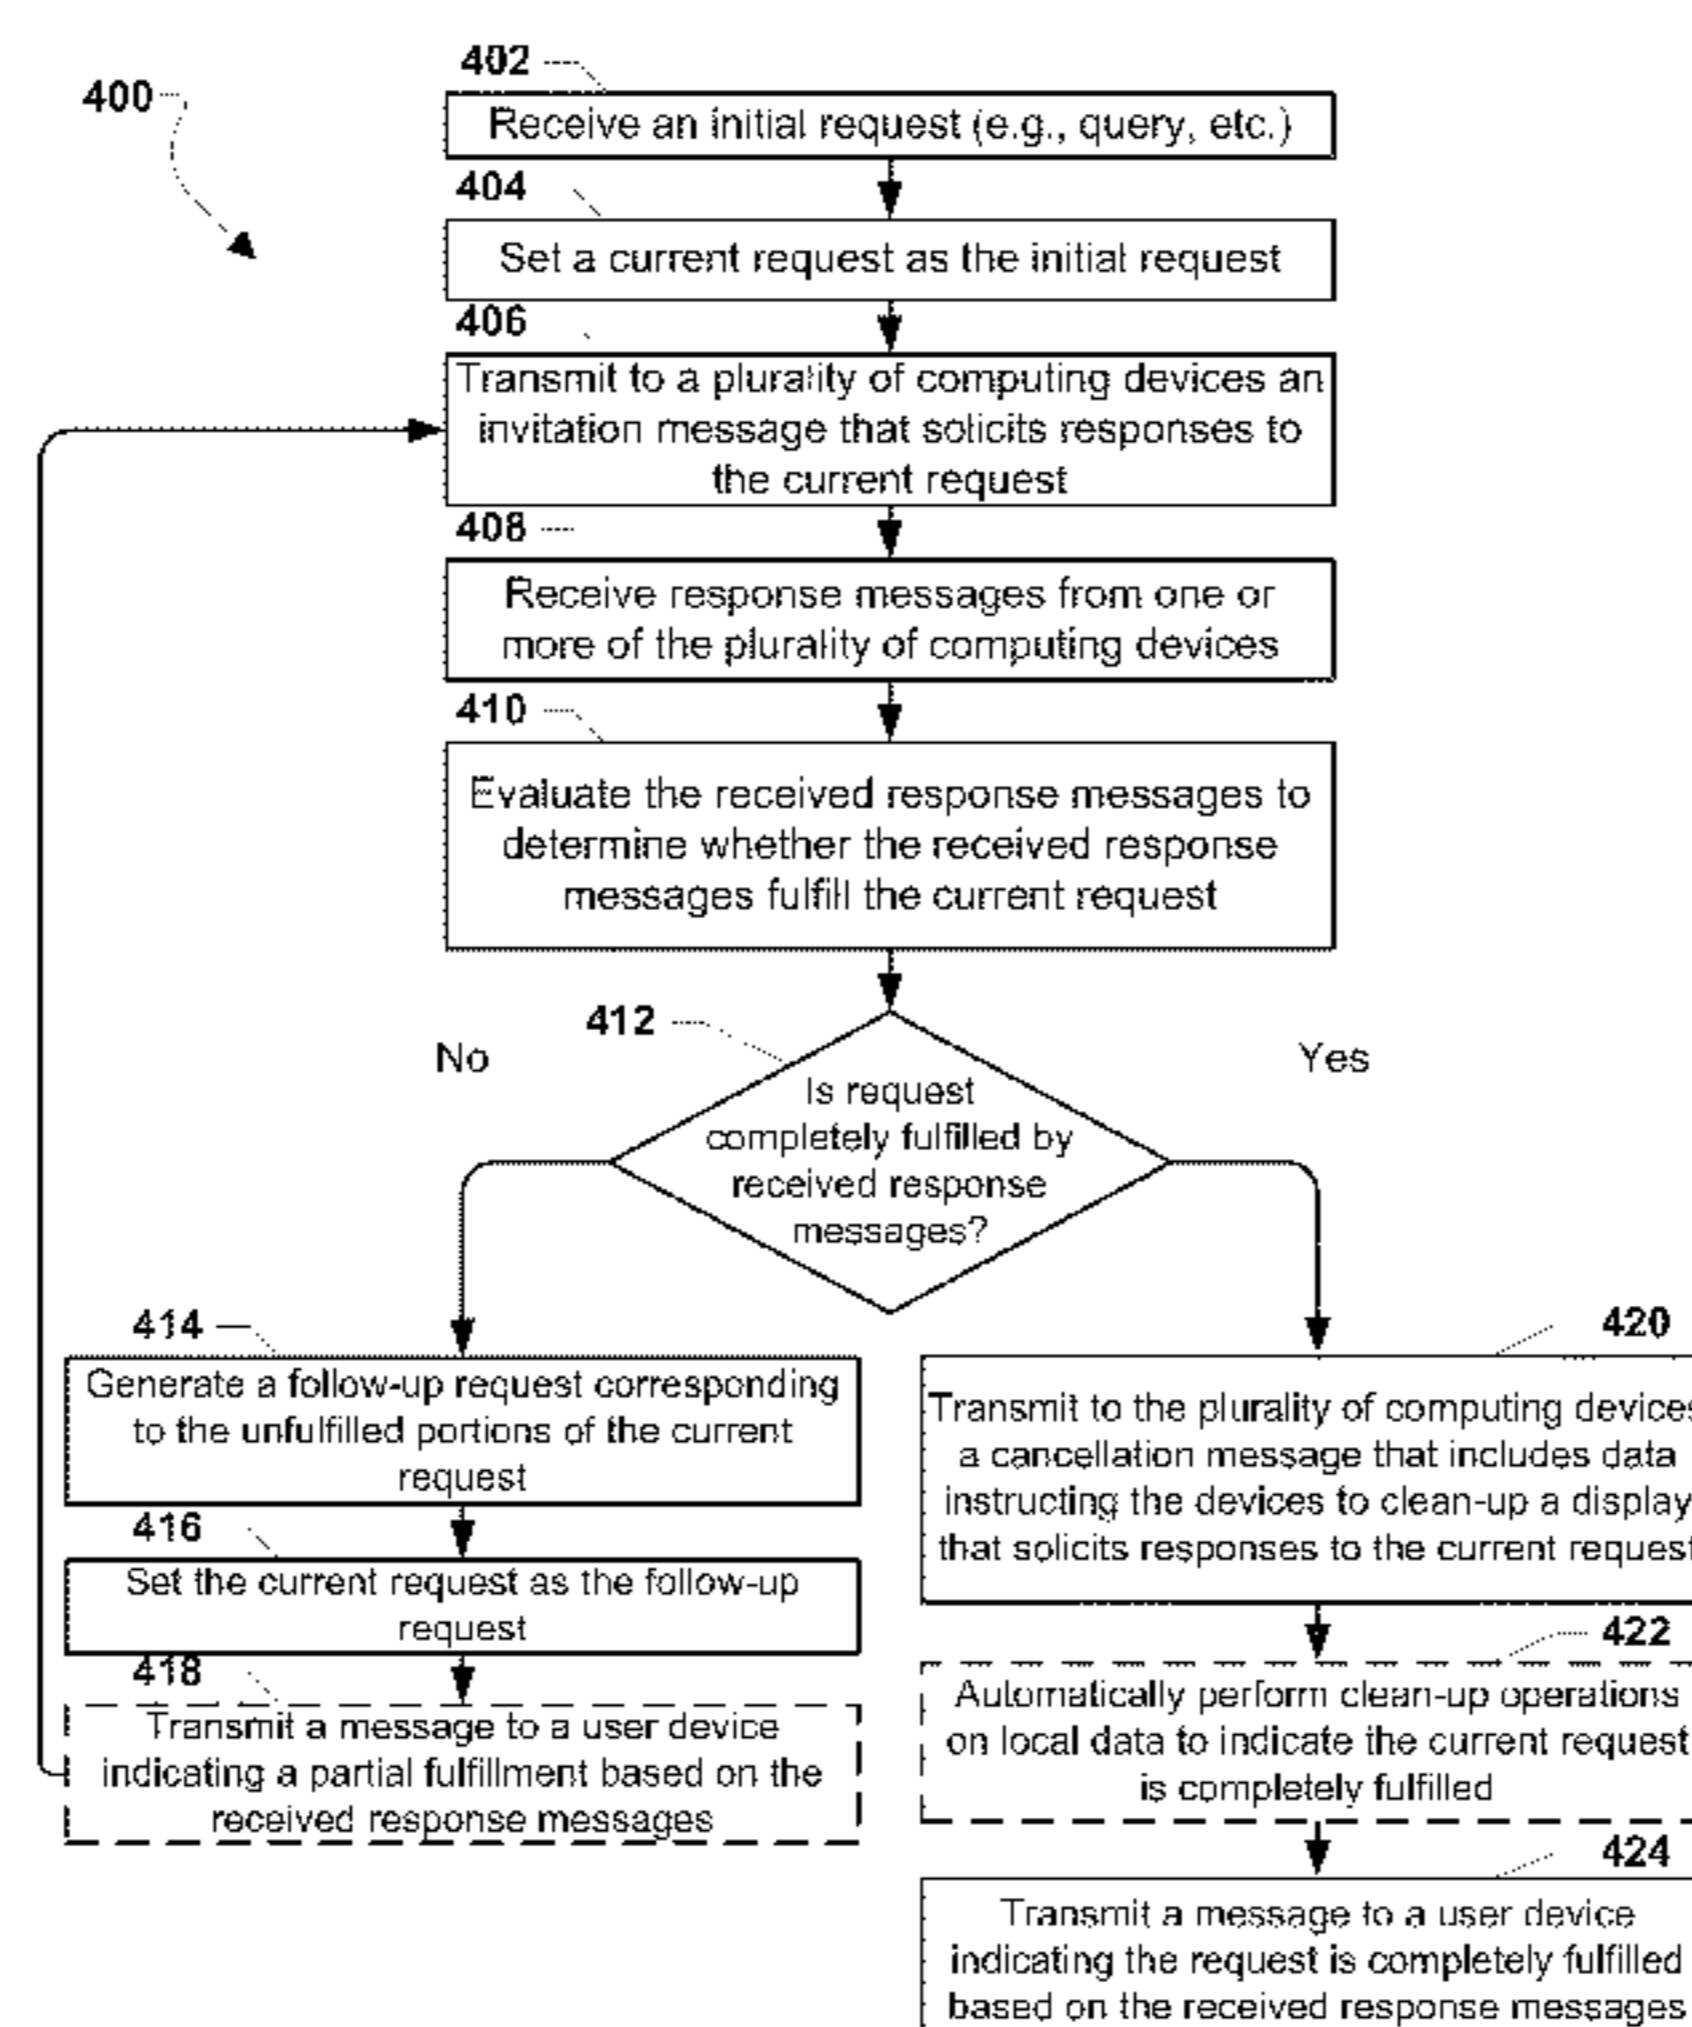 402
400
Receive an initial request (e.g., query, etc.)
404
Set a current request as the initial request
406
Transmit to a plurality of computing devices an
invitation message that solicits responses to
the current request
408
Receive response messages from one or
more of the plurality of computing devices
410
Evaluate the received response messages to
determine whether the received response
messages fulfill the current request
412
No
Yes
Is request
completely fulfilled by
received response
messages?
414
Generate a follow-up request corresponding
to the unfulfilled portions of the current
request
416
Set the current request as the follow-up
request
418
Transmit a message to a user device
indicating a partial fulfillment based on the
received response messages
420
Transmit to the plurality of computing devices
a cancellation message that includes data
instructing the devices to clean-up a display
that solicits responses to the current request
422
Automatically perform clean-up operations
on local data to indicate the current request
is completely fulfilled
424
Transmit a message to a user device
indicating the request is completely fulfilled
based on the received response messages